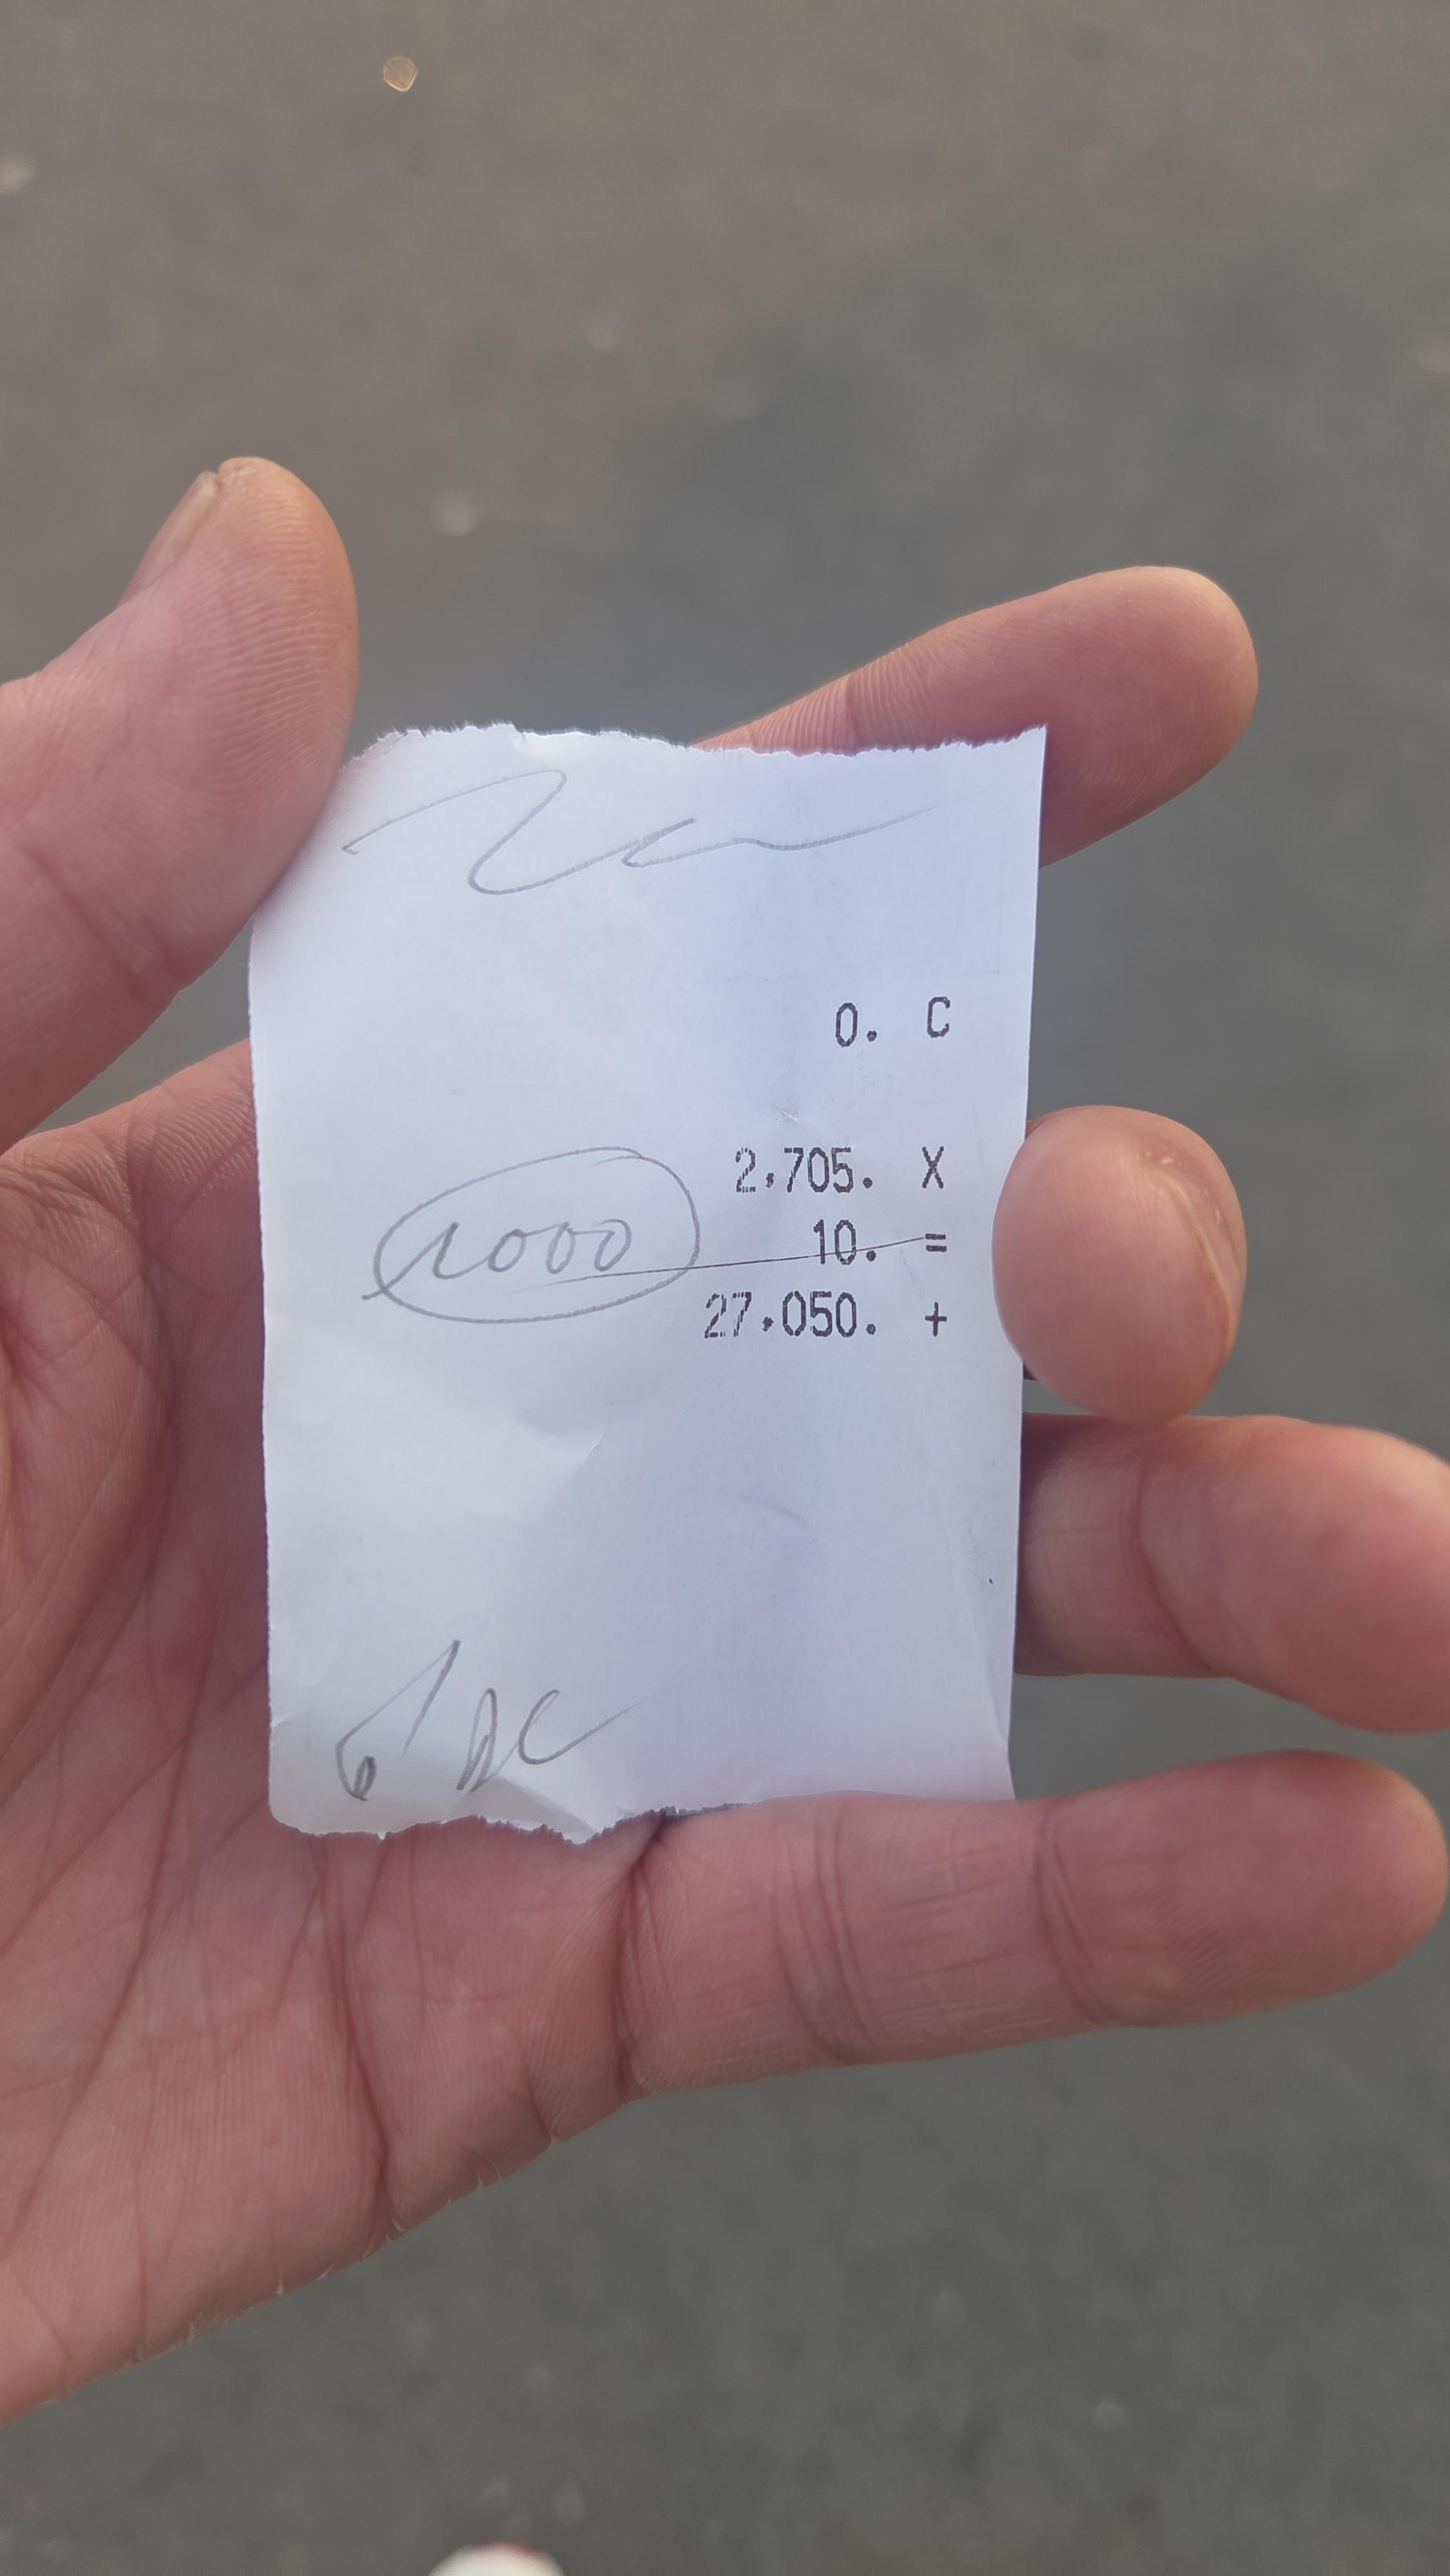 0. C
2,705. X
1000
10. =
27,050. +